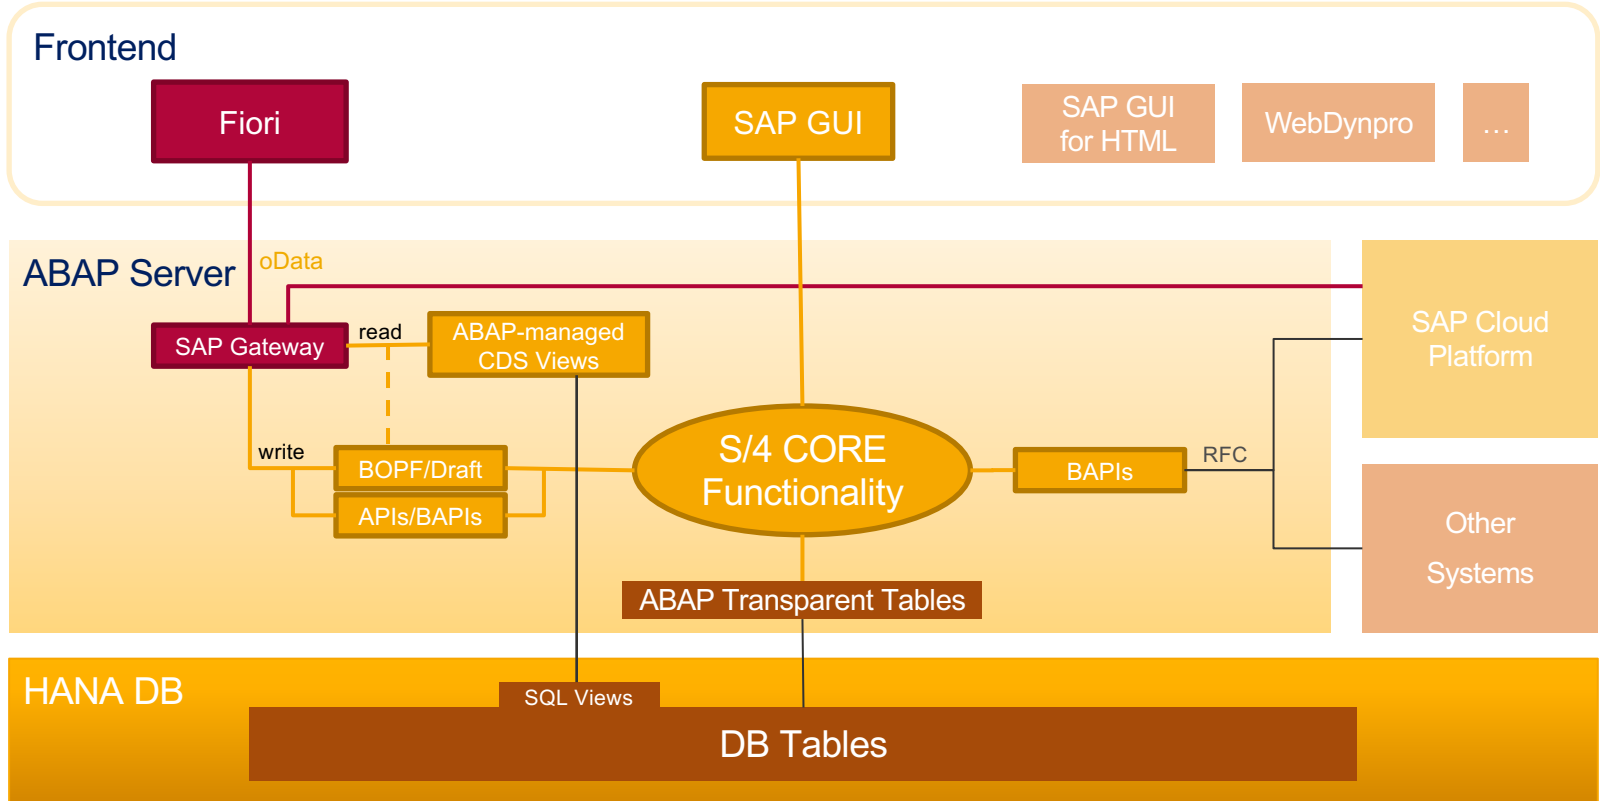 Frontend
Fiori
SAP GUI
SAP GUI
for HTML
WebDynpro
...
ABAP Server
oData
SAP Gateway
read
ABAP-managed
CDS Views
SAP Cloud
Platform
write
BOPF/Draft
APIs/BAPIs
S/4 CORE
Functionality
BAPIs
RFC
Other
Systems
ABAP Transparent Tables
HANA DB
SQL Views
DB Tables